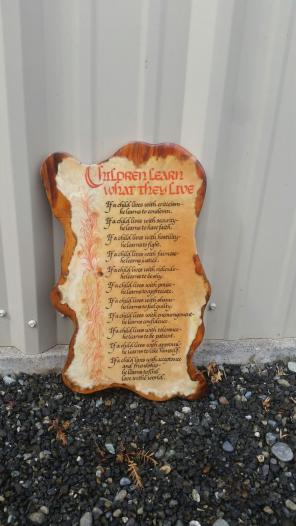 Children Learn
what they Live
If a child lives with criticism~
he learns to condemn.
If a child lives with security~
he learns to have faith.
If a child lives with hostility~
he learns to fight.
If a child lives with fairness~
he learns justice.
If a child lives with ridicule~
he learns to be shy.
If a child lives with praise~
he learns to appreciate.
If a child lives with shame~
he learns to feel guilty.
If a child lives with encouragement~
he learns confidence.
If a child lives with tolerance~
he learns to be patient.
If a child lives with approval~
he learns to like himself.
If a child lives with acceptance
and friendship~
he learns to find
love in the world.